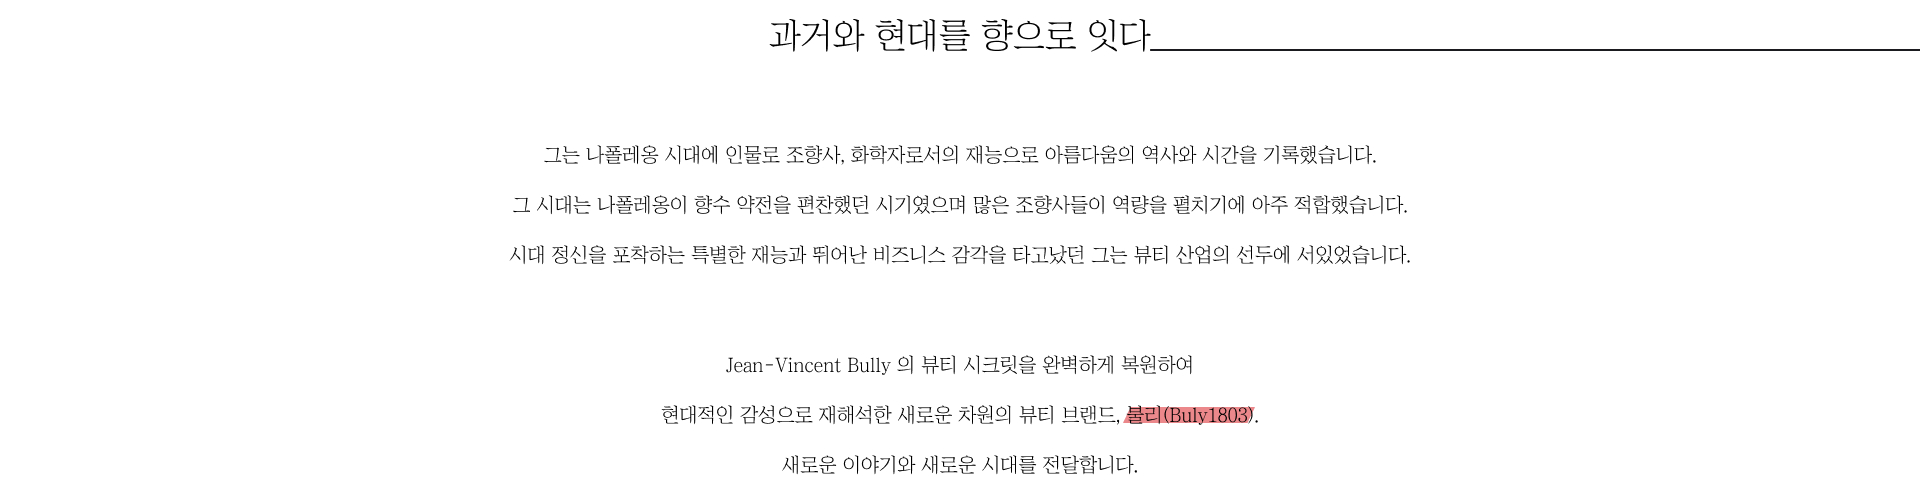 과거와 현대를 향으로 잇다
그는 나폴레옹 시대에 인물로 조향사, 화학자로서의 재능으로 아름다움의 역사와 시간을 기록했습니다.
그 시대는 나폴레옹이 향수 약전을 편찬했던 시기였으며 많은 조향사들이 역량을 펼치기에 아주 적합했습니다.
시대 정신을 포착하는 특별한 재능과 뛰어난 비즈니스 감각을 타고났던 그는 뷰티 산업의 선두에 서있었습니다.
Jean-Vincent Bully 의 뷰티 시크릿을 완벽하게 복원하여
현대적인 감성으로 재해석한 새로운 차원의 뷰티 브랜드, 불리(Buly1803).
새로운 이야기와 새로운 시대를 전달합니다.